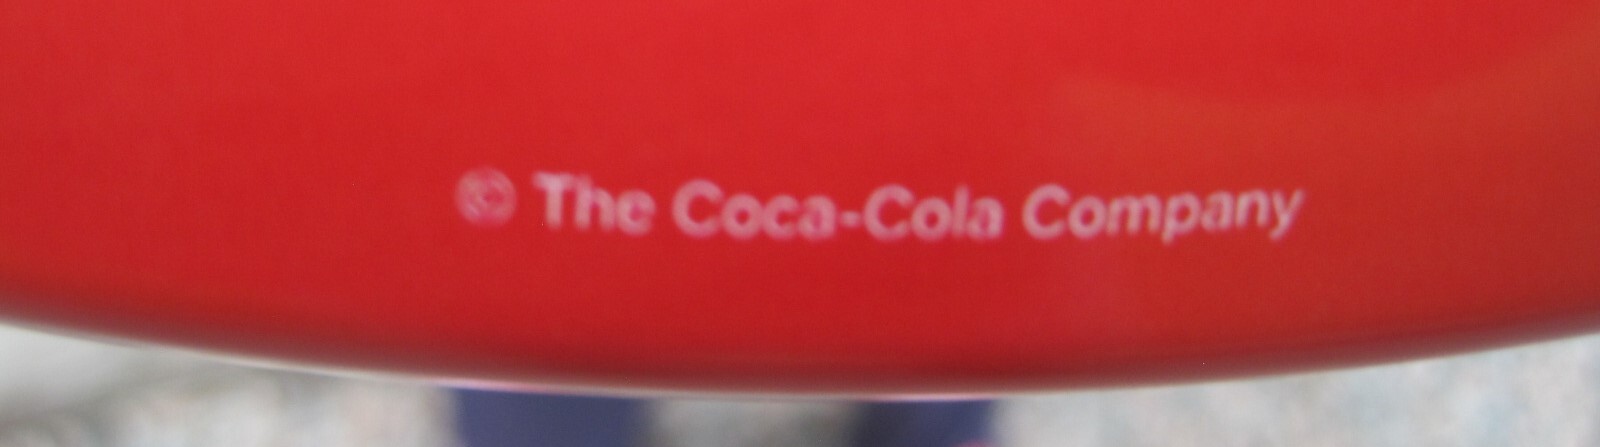 © The Coca-Cola Company